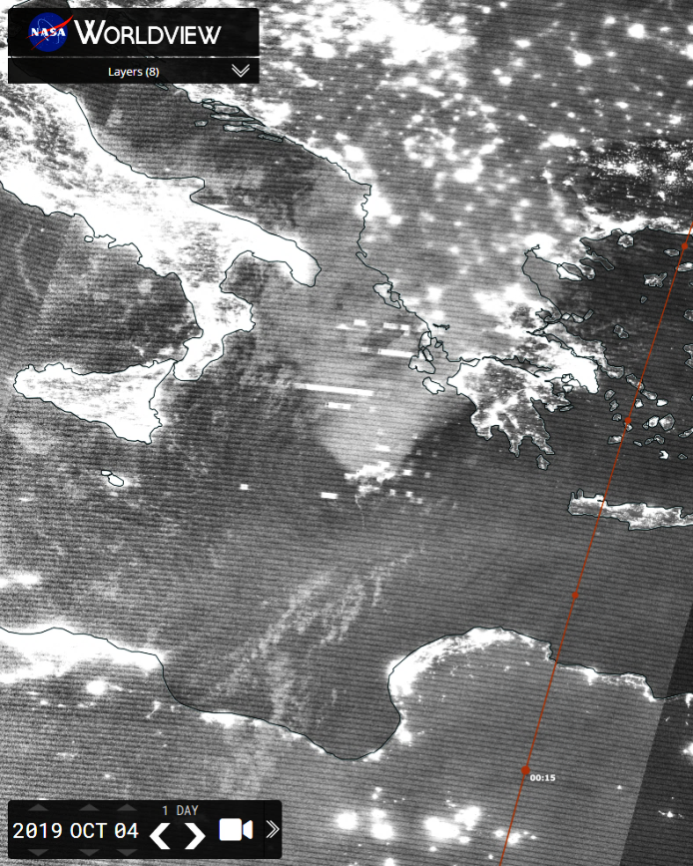 NASA WORLDVIEW
Layers (8)
00:15
1 DAY
2019 OCT 04